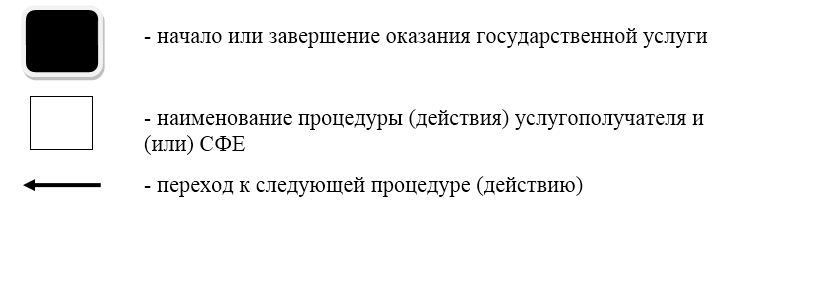 - начало или завершение оказания государственной услуги
- наименование процедуры (действия) услугополучателя и
(или) СФЕ
- переход к следующей процедуре (действию)